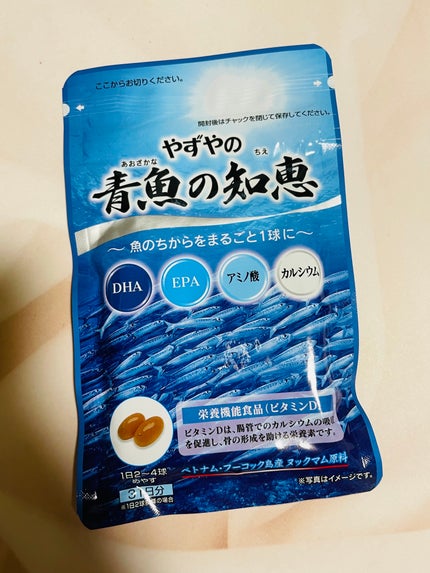 ここからお切りください。
開封後はチャックを閉じて保存してください。
やずやの
あおざかな ちえ
青魚の知恵
～ 魚のちからをまるごと1球に ～
DHA
EPA
アミノ酸
カルシウム
栄養機能食品(ビタミンD)
ビタミンDは、腸管でのカルシウムの吸
を促進し、骨の形成を助ける栄養素です。
ベトナム・フーコック島産 ヌックマム原料
1日2～4球
めやす
31日分
※1日2球
の場合
※写真はイメージです。